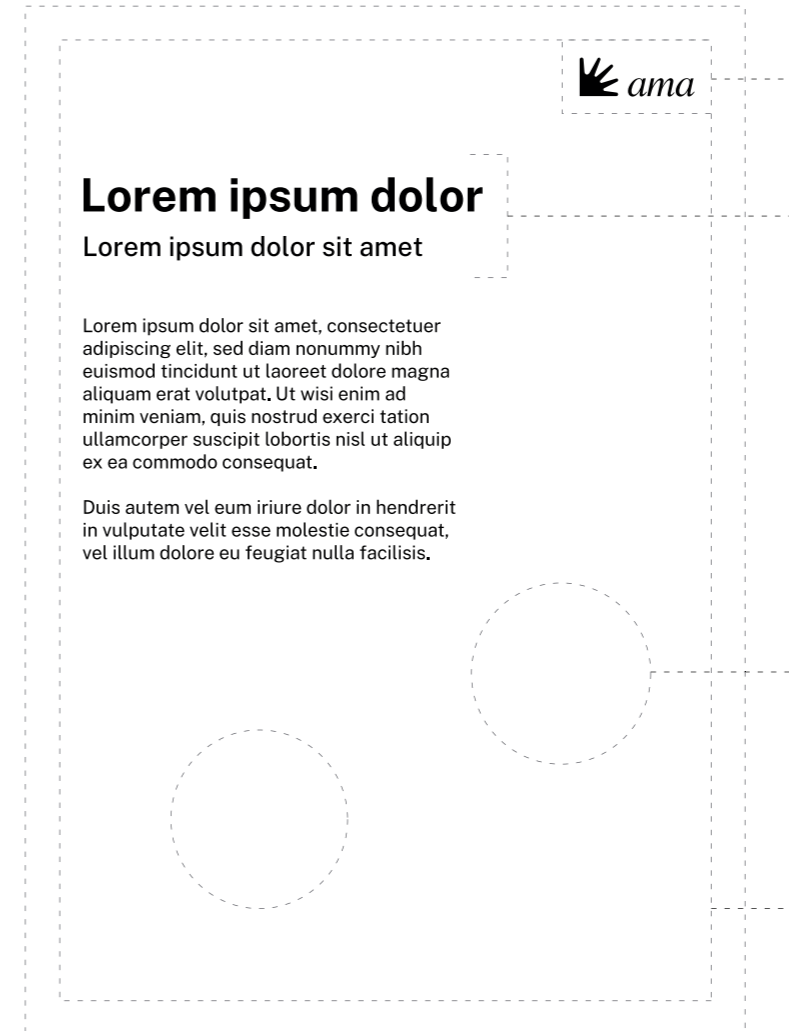 ama
Lorem ipsum dolor
Lorem ipsum dolor sit amet
Lorem ipsum dolor sit amet, consectetuer
adipiscing elit, sed diam nonummy nibh
euismod tincidunt ut laoreet dolore magna
aliquam erat volutpat. Ut wisi enim ad
minim veniam, quis nostrud exerci tation
ullamcorper suscipit lobortis nisl ut aliquip
ex ea commodo consequat.
Duis autem vel eum iriure dolor in hendrerit
in vulputate velit esse molestie consequat,
vel illum dolore eu feugiat nulla facilisis.